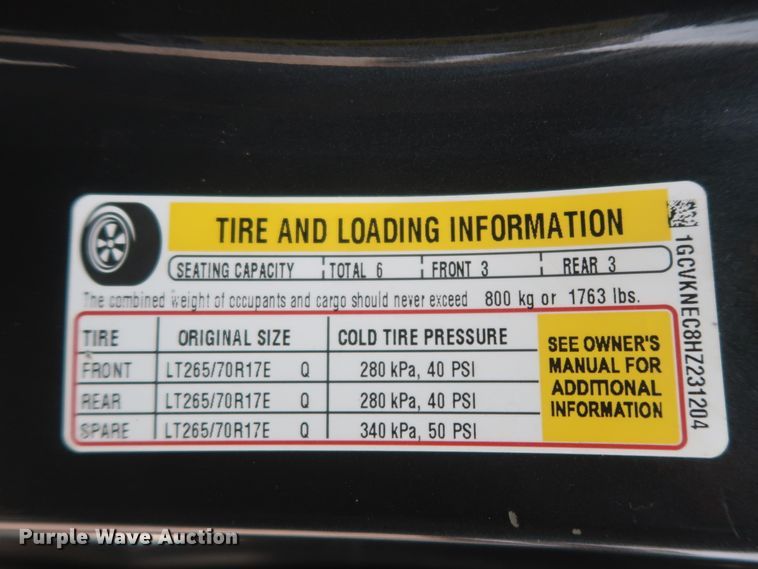 TIRE AND LOADING INFORMATION
SEATING CAPACITY TOTAL 6 FRONT 3 REAR 3
The combined weight of occupants and cargo should never exceed 800 kg or 1763 lbs.
TIRE ORIGINAL SIZE COLD TIRE PRESSURE
FRONT LT265/70R17E Q 280 kPa, 40 PSI
REAR LT265/70R17E Q 280 kPa, 40 PSI
SPARE LT265/70R17E Q 340 kPa, 50 PSI
SEE OWNER'S
MANUAL FOR
ADDITIONAL
INFORMATION
1GCVKNEC8HZ231204
Purple Wave Auction